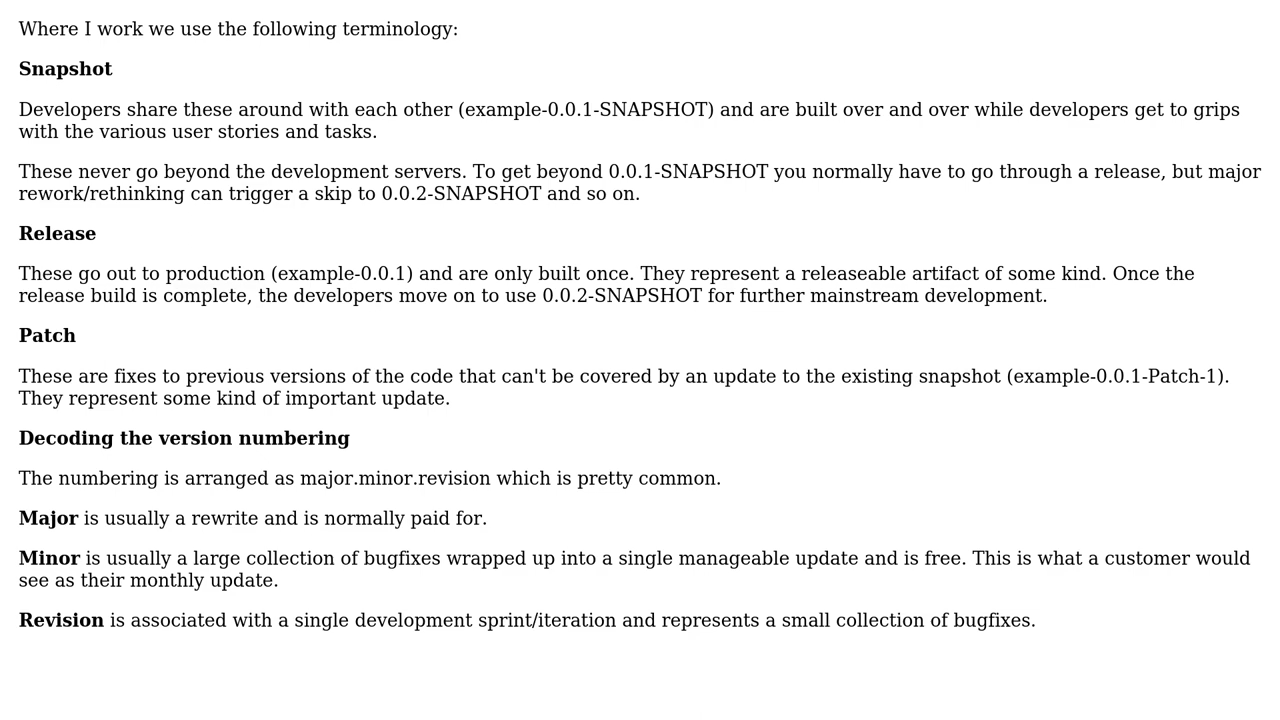 Where I work we use the following terminology:
Snapshot
Developers share these around with each other (example-0.0.1-SNAPSHOT) and are built over and over while developers get to grips
with the various user stories and tasks.
These never go beyond the development servers. To get beyond 0.0.1-SNAPSHOT you normally have to go through a release, but major
rework/rethinking can trigger a skip to 0.0.2-SNAPSHOT and so on.
Release
These go out to production (example-0.0.1) and are only built once. They represent a releaseable artifact of some kind. Once the
release build is complete, the developers move on to use 0.0.2-SNAPSHOT for further mainstream development.
Patch
These are fixes to previous versions of the code that can't be covered by an update to the existing snapshot (example-0.0.1-Patch-1).
They represent some kind of important update.
Decoding the version numbering
The numbering is arranged as major.minor.revision which is pretty common.
Major is usually a rewrite and is normally paid for.
Minor is usually a large collection of bugfixes wrapped up into a single manageable update and is free. This is what a customer would
see as their monthly update.
Revision is associated with a single development sprint/iteration and represents a small collection of bugfixes.